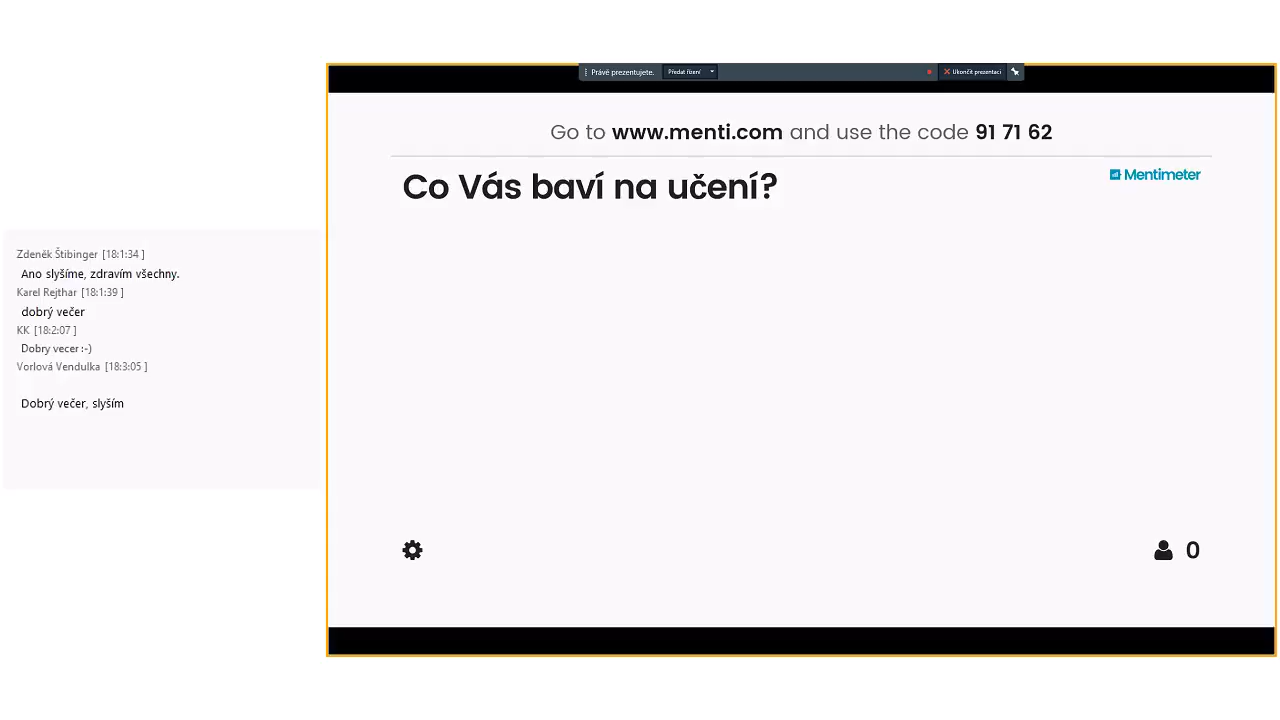 Právě prezentujete. Předat řízení Ukončit prezentaci
Go to www.menti.com and use the code 91 71 62
Mentimeter
Co Vás baví na učení?
Zdeněk Štibinger [18:1:34 ]
Ano slyšíme, zdravím všechny.
Karel Rejthar [18:1:39 ]
dobrý večer
KK [18:2:07 ]
Dobry vecer :-)
Vorlová Vendulka [18:3:05 ]
Dobrý večer, slyším
0